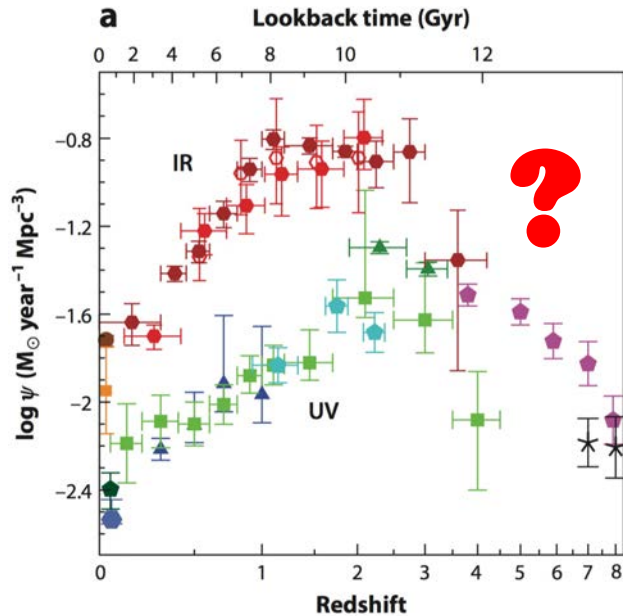 a
Lookback time (Gyr)
0 2 4 6 8 10 12
IR
?
UV
−0.8
−1.2
−1.6
−2
−2.4
log ψ (M⊙ year⁻¹ Mpc⁻³)
0 1 2 3 4 5 6 7 8
Redshift